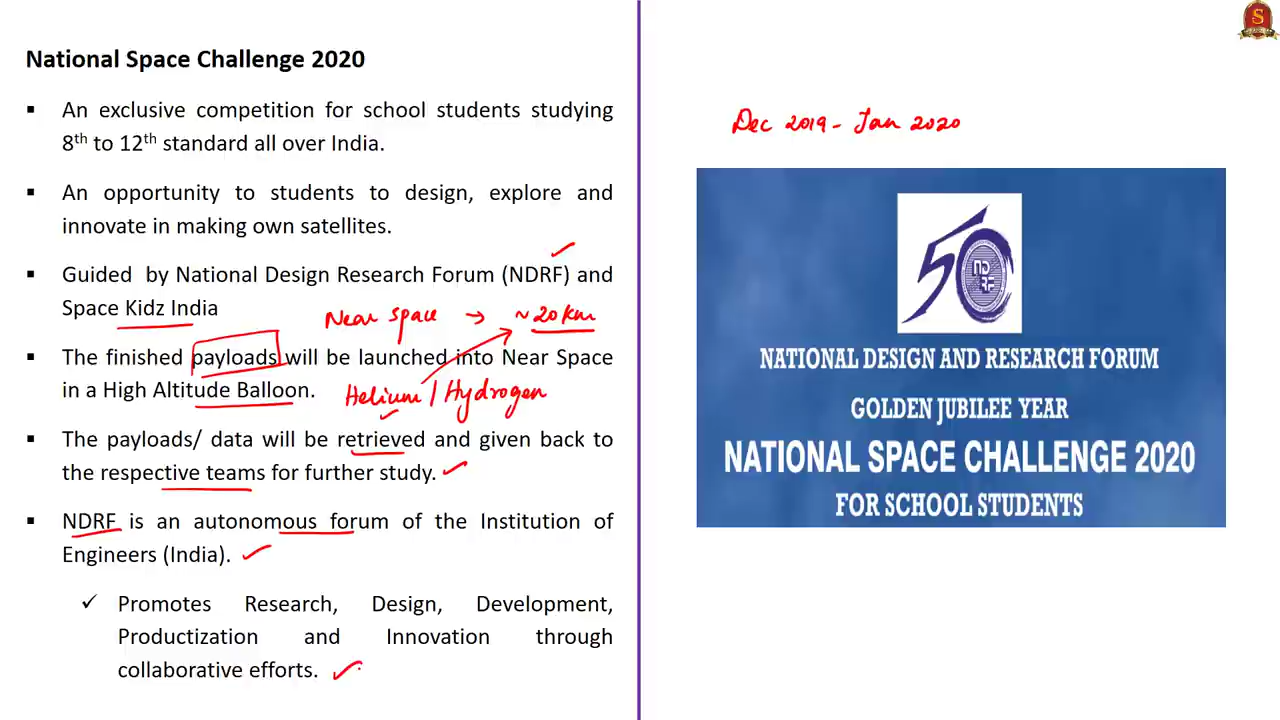 National Space Challenge 2020
▪ An exclusive competition for school students studying
8th to 12th standard all over India.
▪ An opportunity to students to design, explore and
innovate in making own satellites.
▪ Guided by National Design Research Forum (NDRF) and
Space Kidz India
Near space → ~20 km
▪ The finished payloads will be launched into Near Space
in a High Altitude Balloon.
Helium / Hydrogen
▪ The payloads/ data will be retrieved and given back to
the respective teams for further study.
▪ NDRF is an autonomous forum of the Institution of
Engineers (India).
✓ Promotes Research, Design, Development,
Productization and Innovation through
collaborative efforts.
S
Dec 2019 - Jan 2020
50
ND
RF
NATIONAL DESIGN AND RESEARCH FORUM
GOLDEN JUBILEE YEAR
NATIONAL SPACE CHALLENGE 2020
FOR SCHOOL STUDENTS